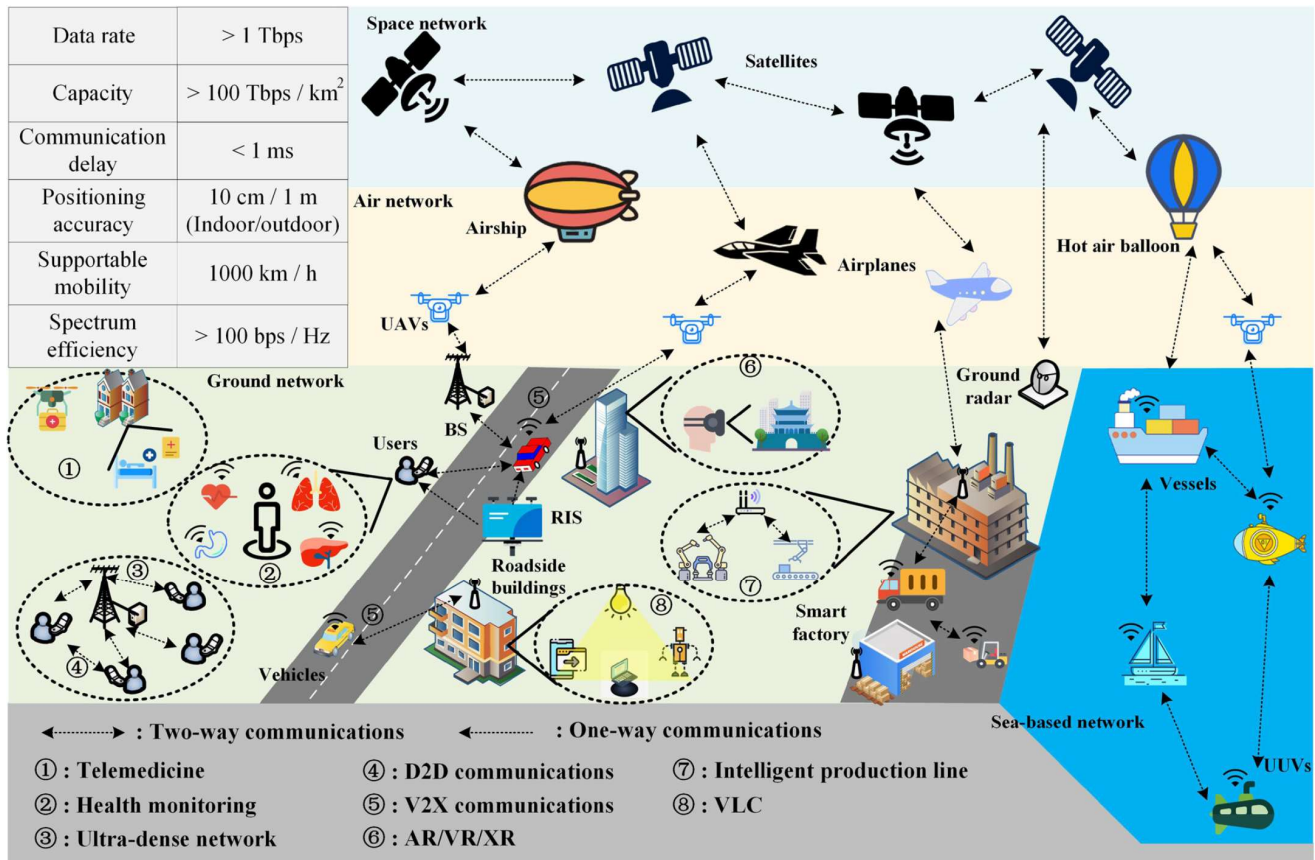 Data rate > 1 Tbps
Capacity > 100 Tbps / km²
Communication
delay
< 1 ms
Positioning
accuracy
10 cm / 1 m
(Indoor/outdoor)
Supportable
mobility
1000 km / h
Spectrum
efficiency
> 100 bps / Hz
Space network
Satellites
Air network
Airship
Airplanes
Hot air balloon
UAVs
Ground network
BS
⑤
⑥
Ground
radar
Users
①
RIS
Vessels
②
Roadside
buildings
⑦
③
④
⑤
⑧
Smart
factory
Vehicles
Sea-based network
UUVs
: Two-way communications
: One-way communications
① : Telemedicine
② : Health monitoring
③ : Ultra-dense network
④ : D2D communications
⑤ : V2X communications
⑥ : AR/VR/XR
⑦ : Intelligent production line
⑧ : VLC